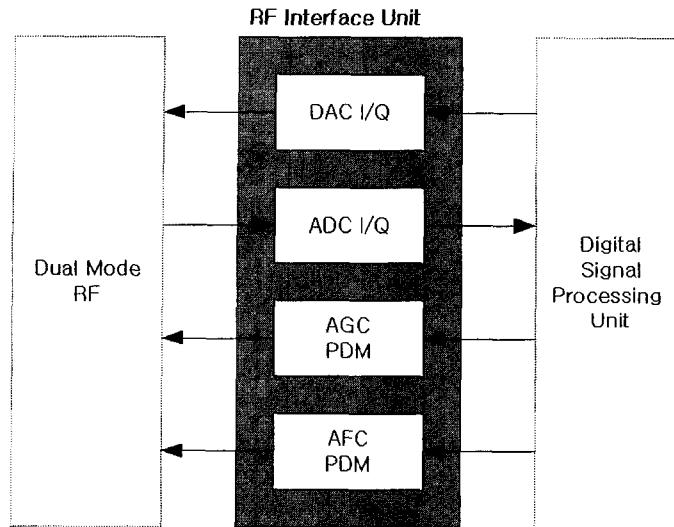 RF Interface Unit
Dual Mode
RF
DAC I/Q
ADC I/Q
AGC
PDM
AFC
PDM
Digital
Signal
Processing
Unit